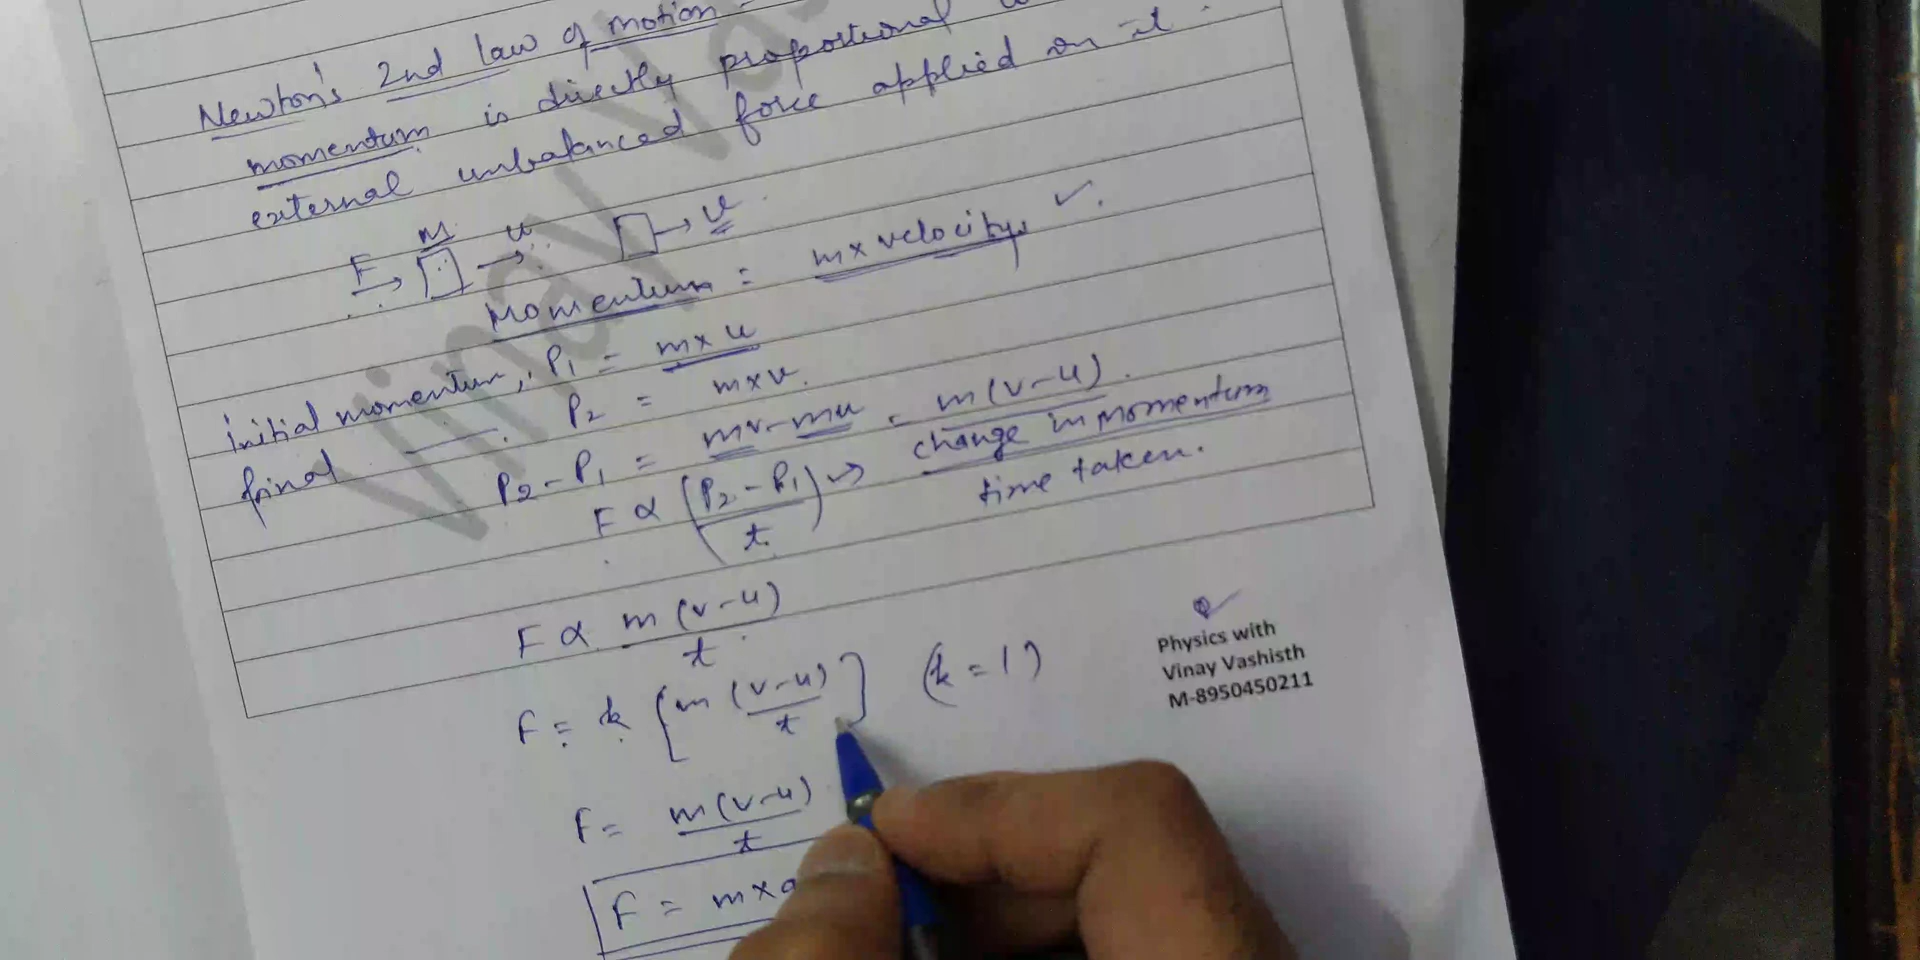 Newton's 2nd law of motion -
momentum is directly proportional
external unbalanced force applied on it.
F → M → u → v
Momentum = m x velocity
initial momentum, P1 = m x u
final P2 = m x v.
P2 - P1 = mv - mu = m(v-u).
F ∝ (P2 - P1 / t) → change in momentum / time taken.
F ∝ m (v-u) / t
F = k [m (v-u) / t] (k = 1)
F = m(v-u) / t
F = m x a
Physics with
Vinay Vashisth
M-8950450211
Vinay Vas